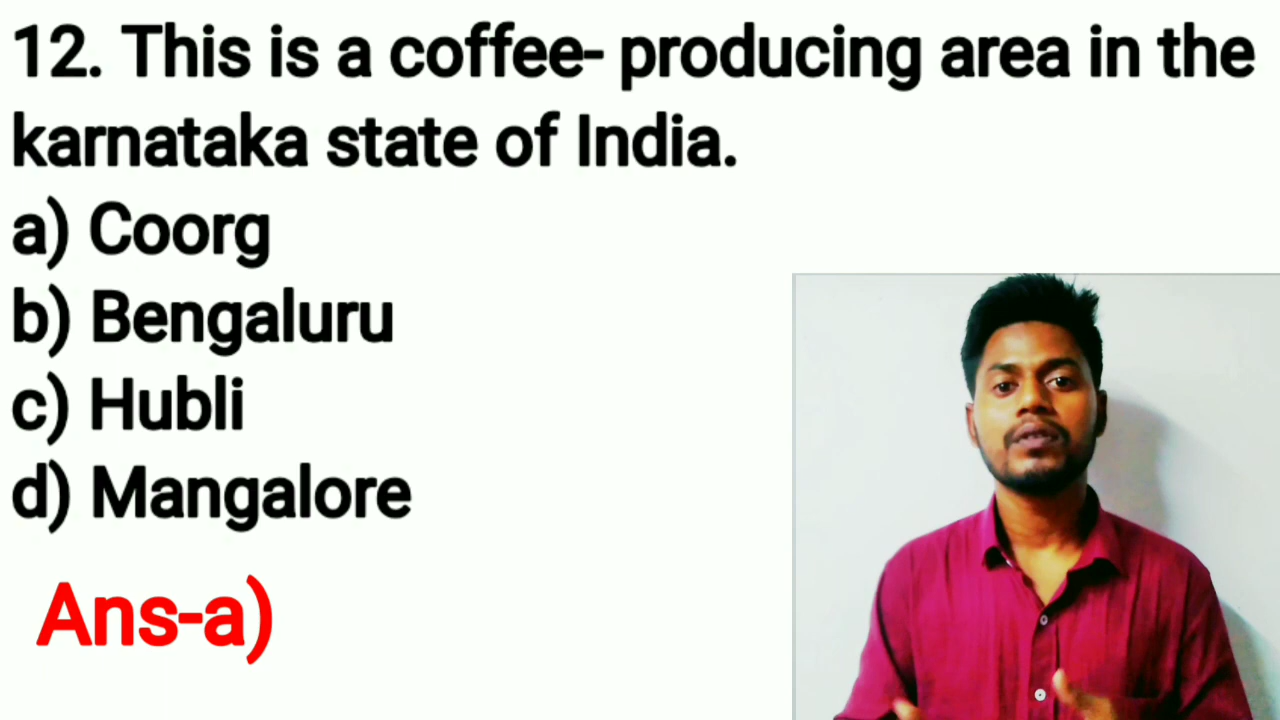 12. This is a coffee- producing area in the
karnataka state of India.
a) Coorg
b) Bengaluru
c) Hubli
d) Mangalore
Ans-a)